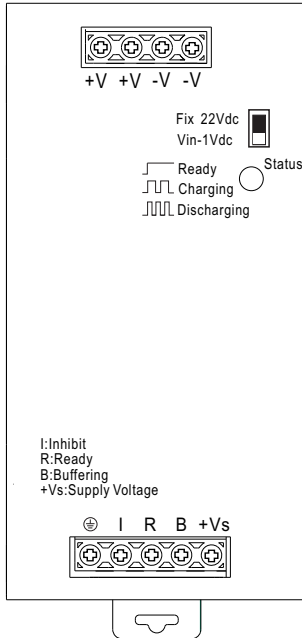 +V +V -V -V
Fix 22Vdc
Vin-1Vdc
Status
Ready
Charging
Discharging
I:Inhibit
R:Ready
B:Buffering
+Vs:Supply Voltage
I R B +Vs